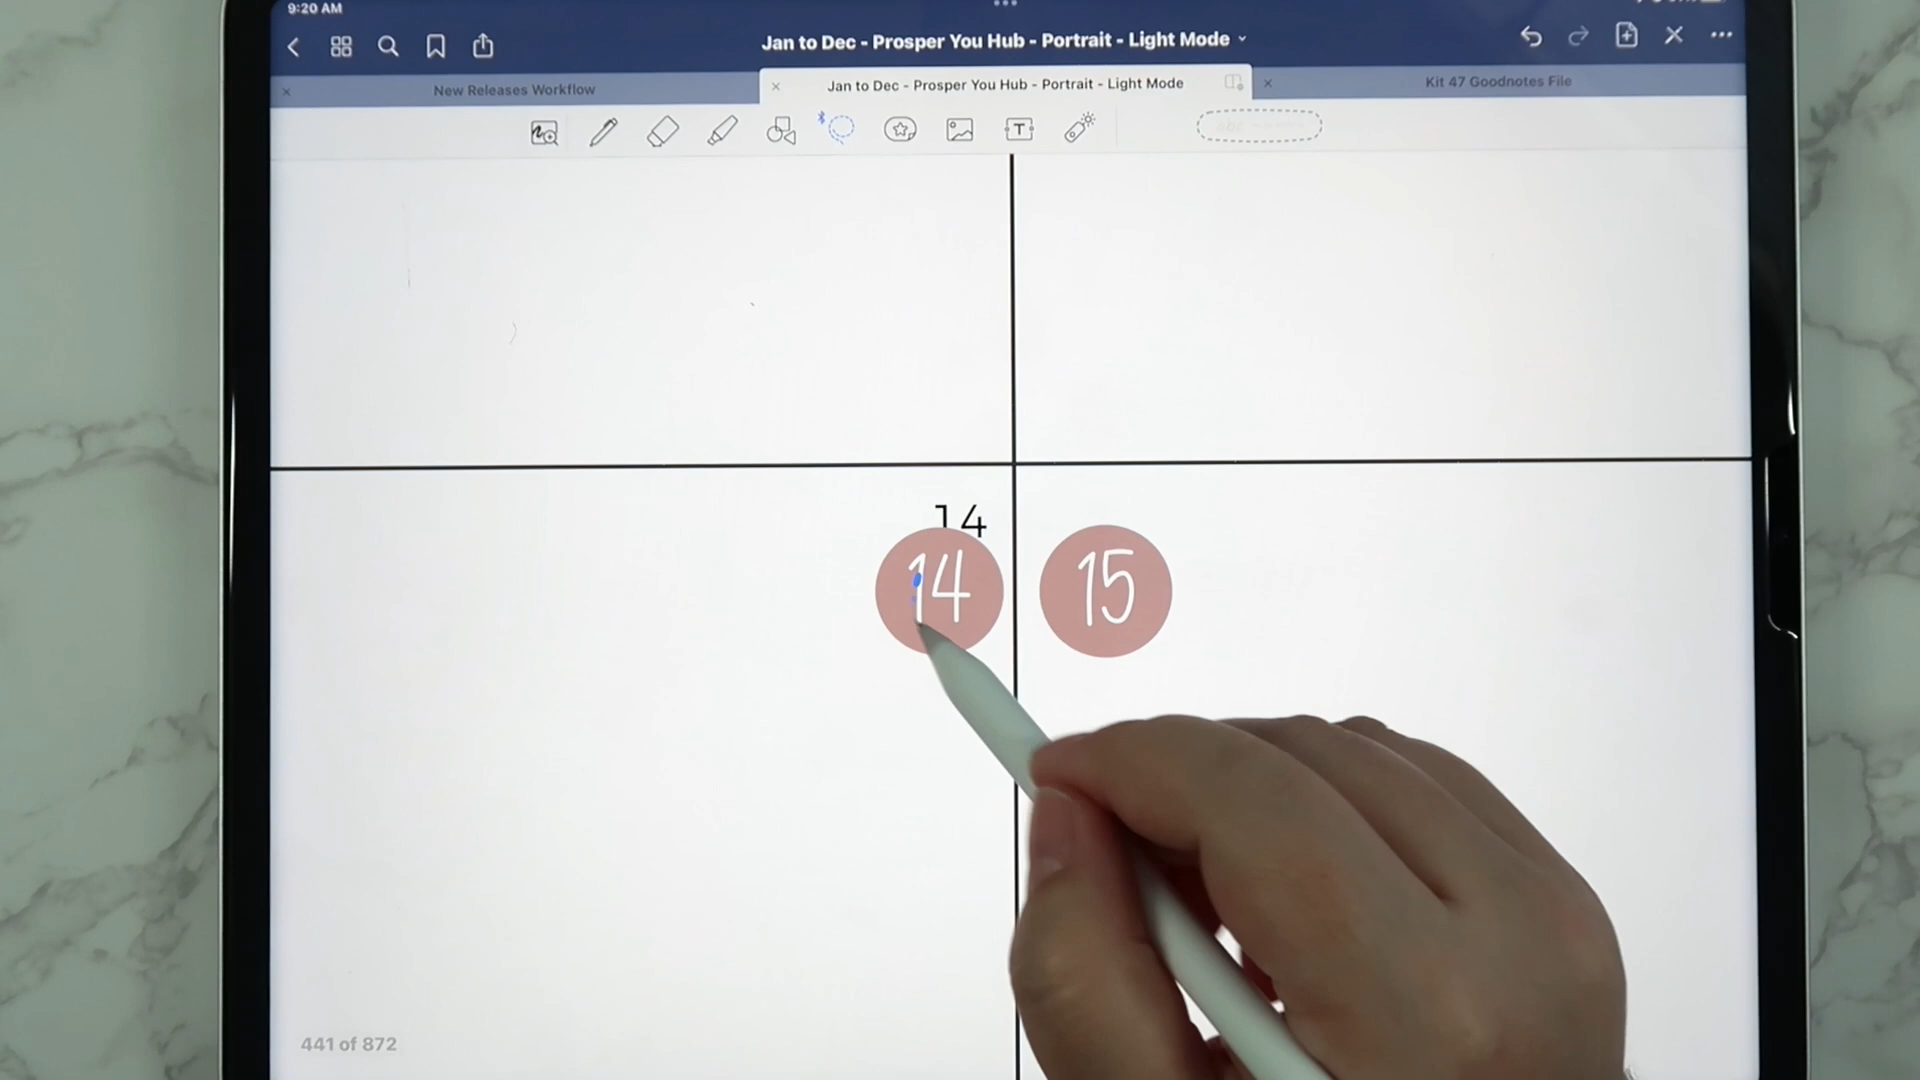 9:20 AM
Jan to Dec - Prosper You Hub - Portrait - Light Mode
New Releases Workflow
Jan to Dec - Prosper You Hub - Portrait - Light Mode
Kit 47 Goodnotes File
T
14
14
15
441 of 872